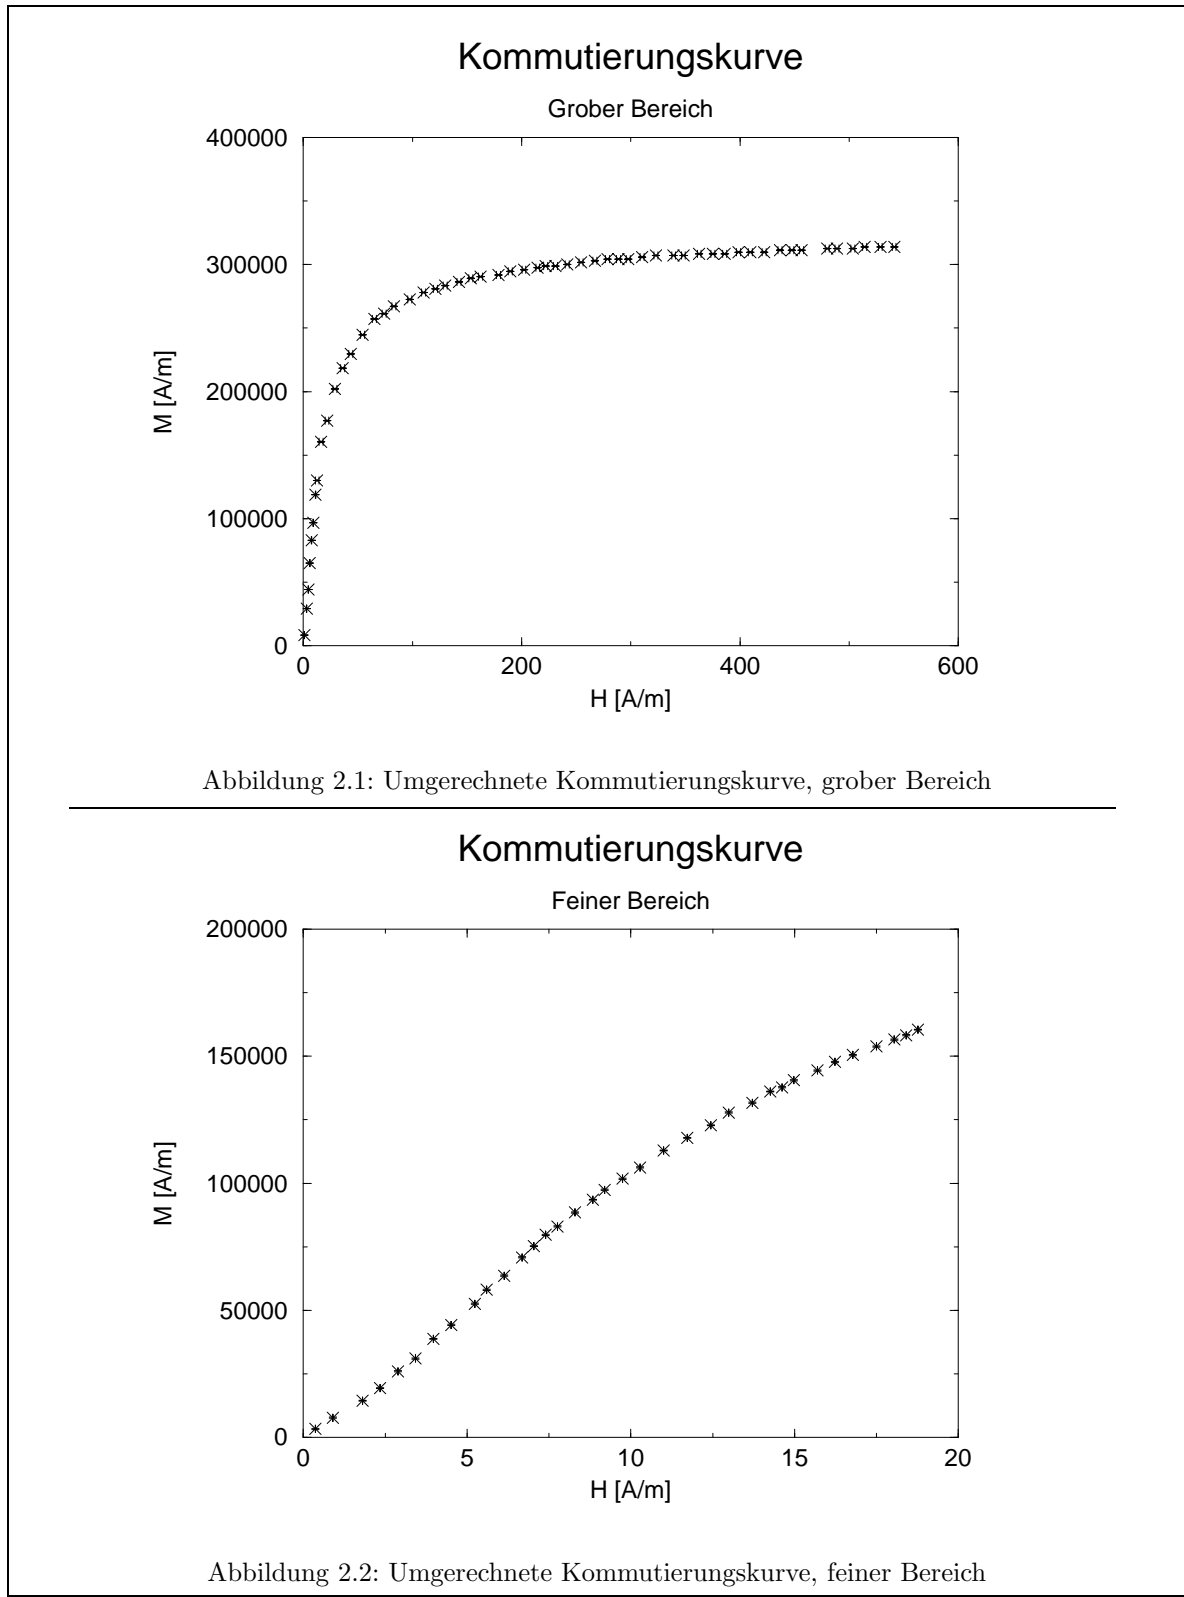 Kommutierungskurve
Grober Bereich
400000
300000
200000
100000
0
M [A/m]
0 200 400 600
H [A/m]
Abbildung 2.1: Umgerechnete Kommutierungskurve, grober Bereich
Kommutierungskurve
Feiner Bereich
200000
150000
100000
50000
0
M [A/m]
0 5 10 15 20
H [A/m]
Abbildung 2.2: Umgerechnete Kommutierungskurve, feiner Bereich